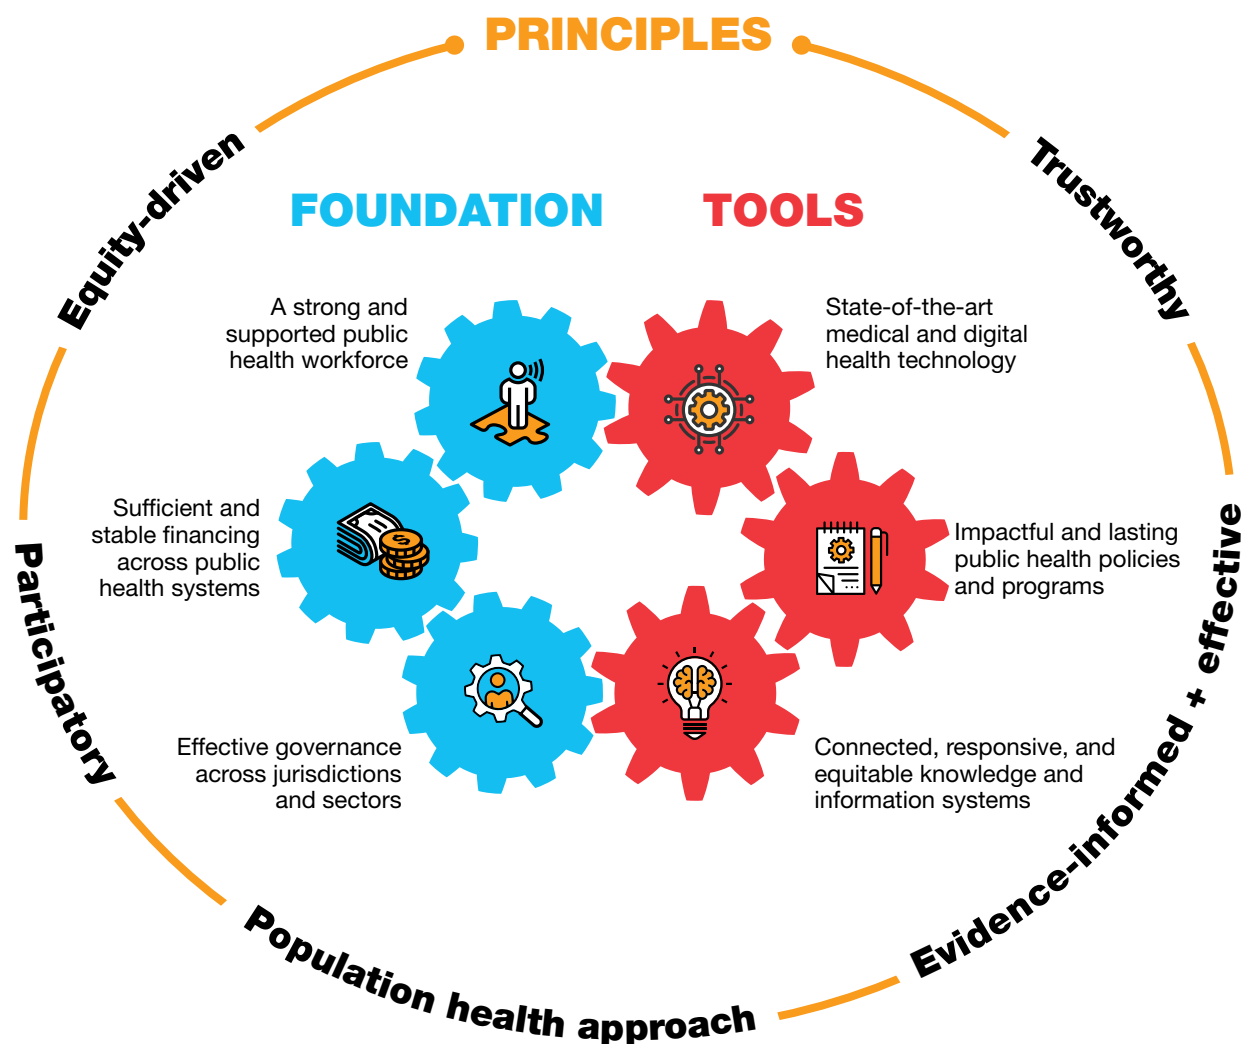 PRINCIPLES
Equity-driven
Trustworthy
FOUNDATION
TOOLS
A strong and
supported public
health workforce
State-of-the-art
medical and digital
health technology
Sufficient and
stable financing
across public
health systems
Impactful and lasting
public health policies
and programs
Effective governance
across jurisdictions
and sectors
Connected, responsive, and
equitable knowledge and
information systems
Participatory
Evidence-informed + effective
Population health approach